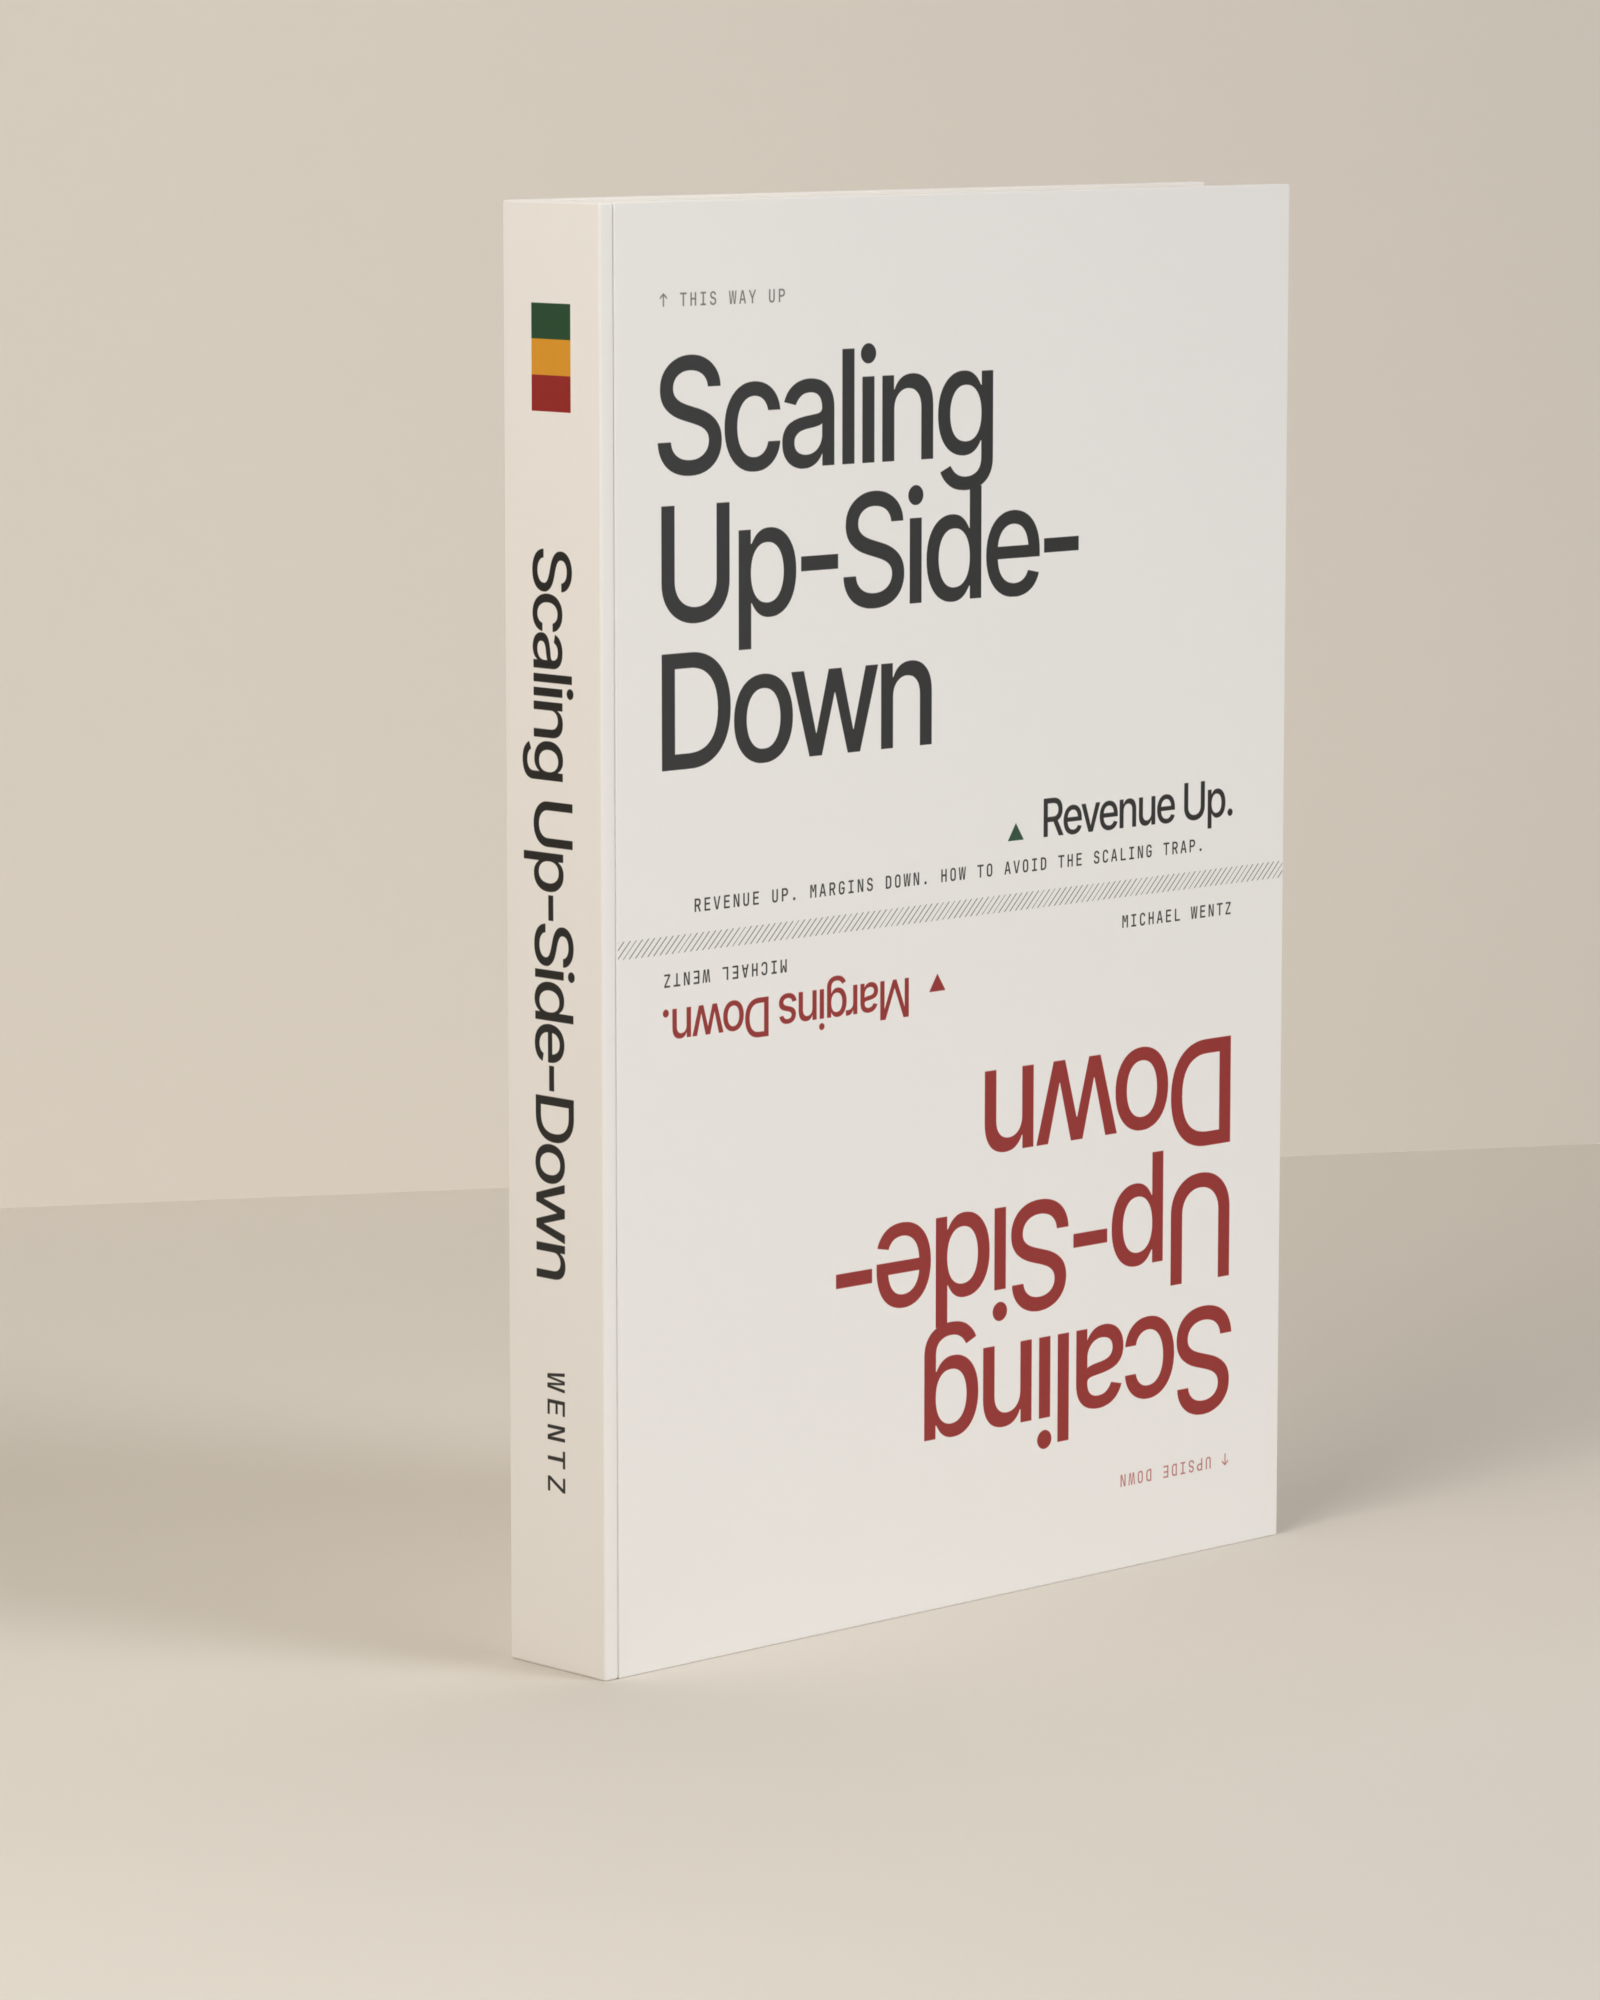 ↑ THIS WAY UP
Scaling
Up-Side-
Down
▲ Revenue Up.
REVENUE UP. MARGINS DOWN. HOW TO AVOID THE SCALING TRAP.
MICHAEL WENTZ
↑ UPSIDE DOWN
Scaling
Up-Side-
Down
▼ Margins Down.
MICHAEL WENTZ
Scaling Up-Side-Down
WENTZ